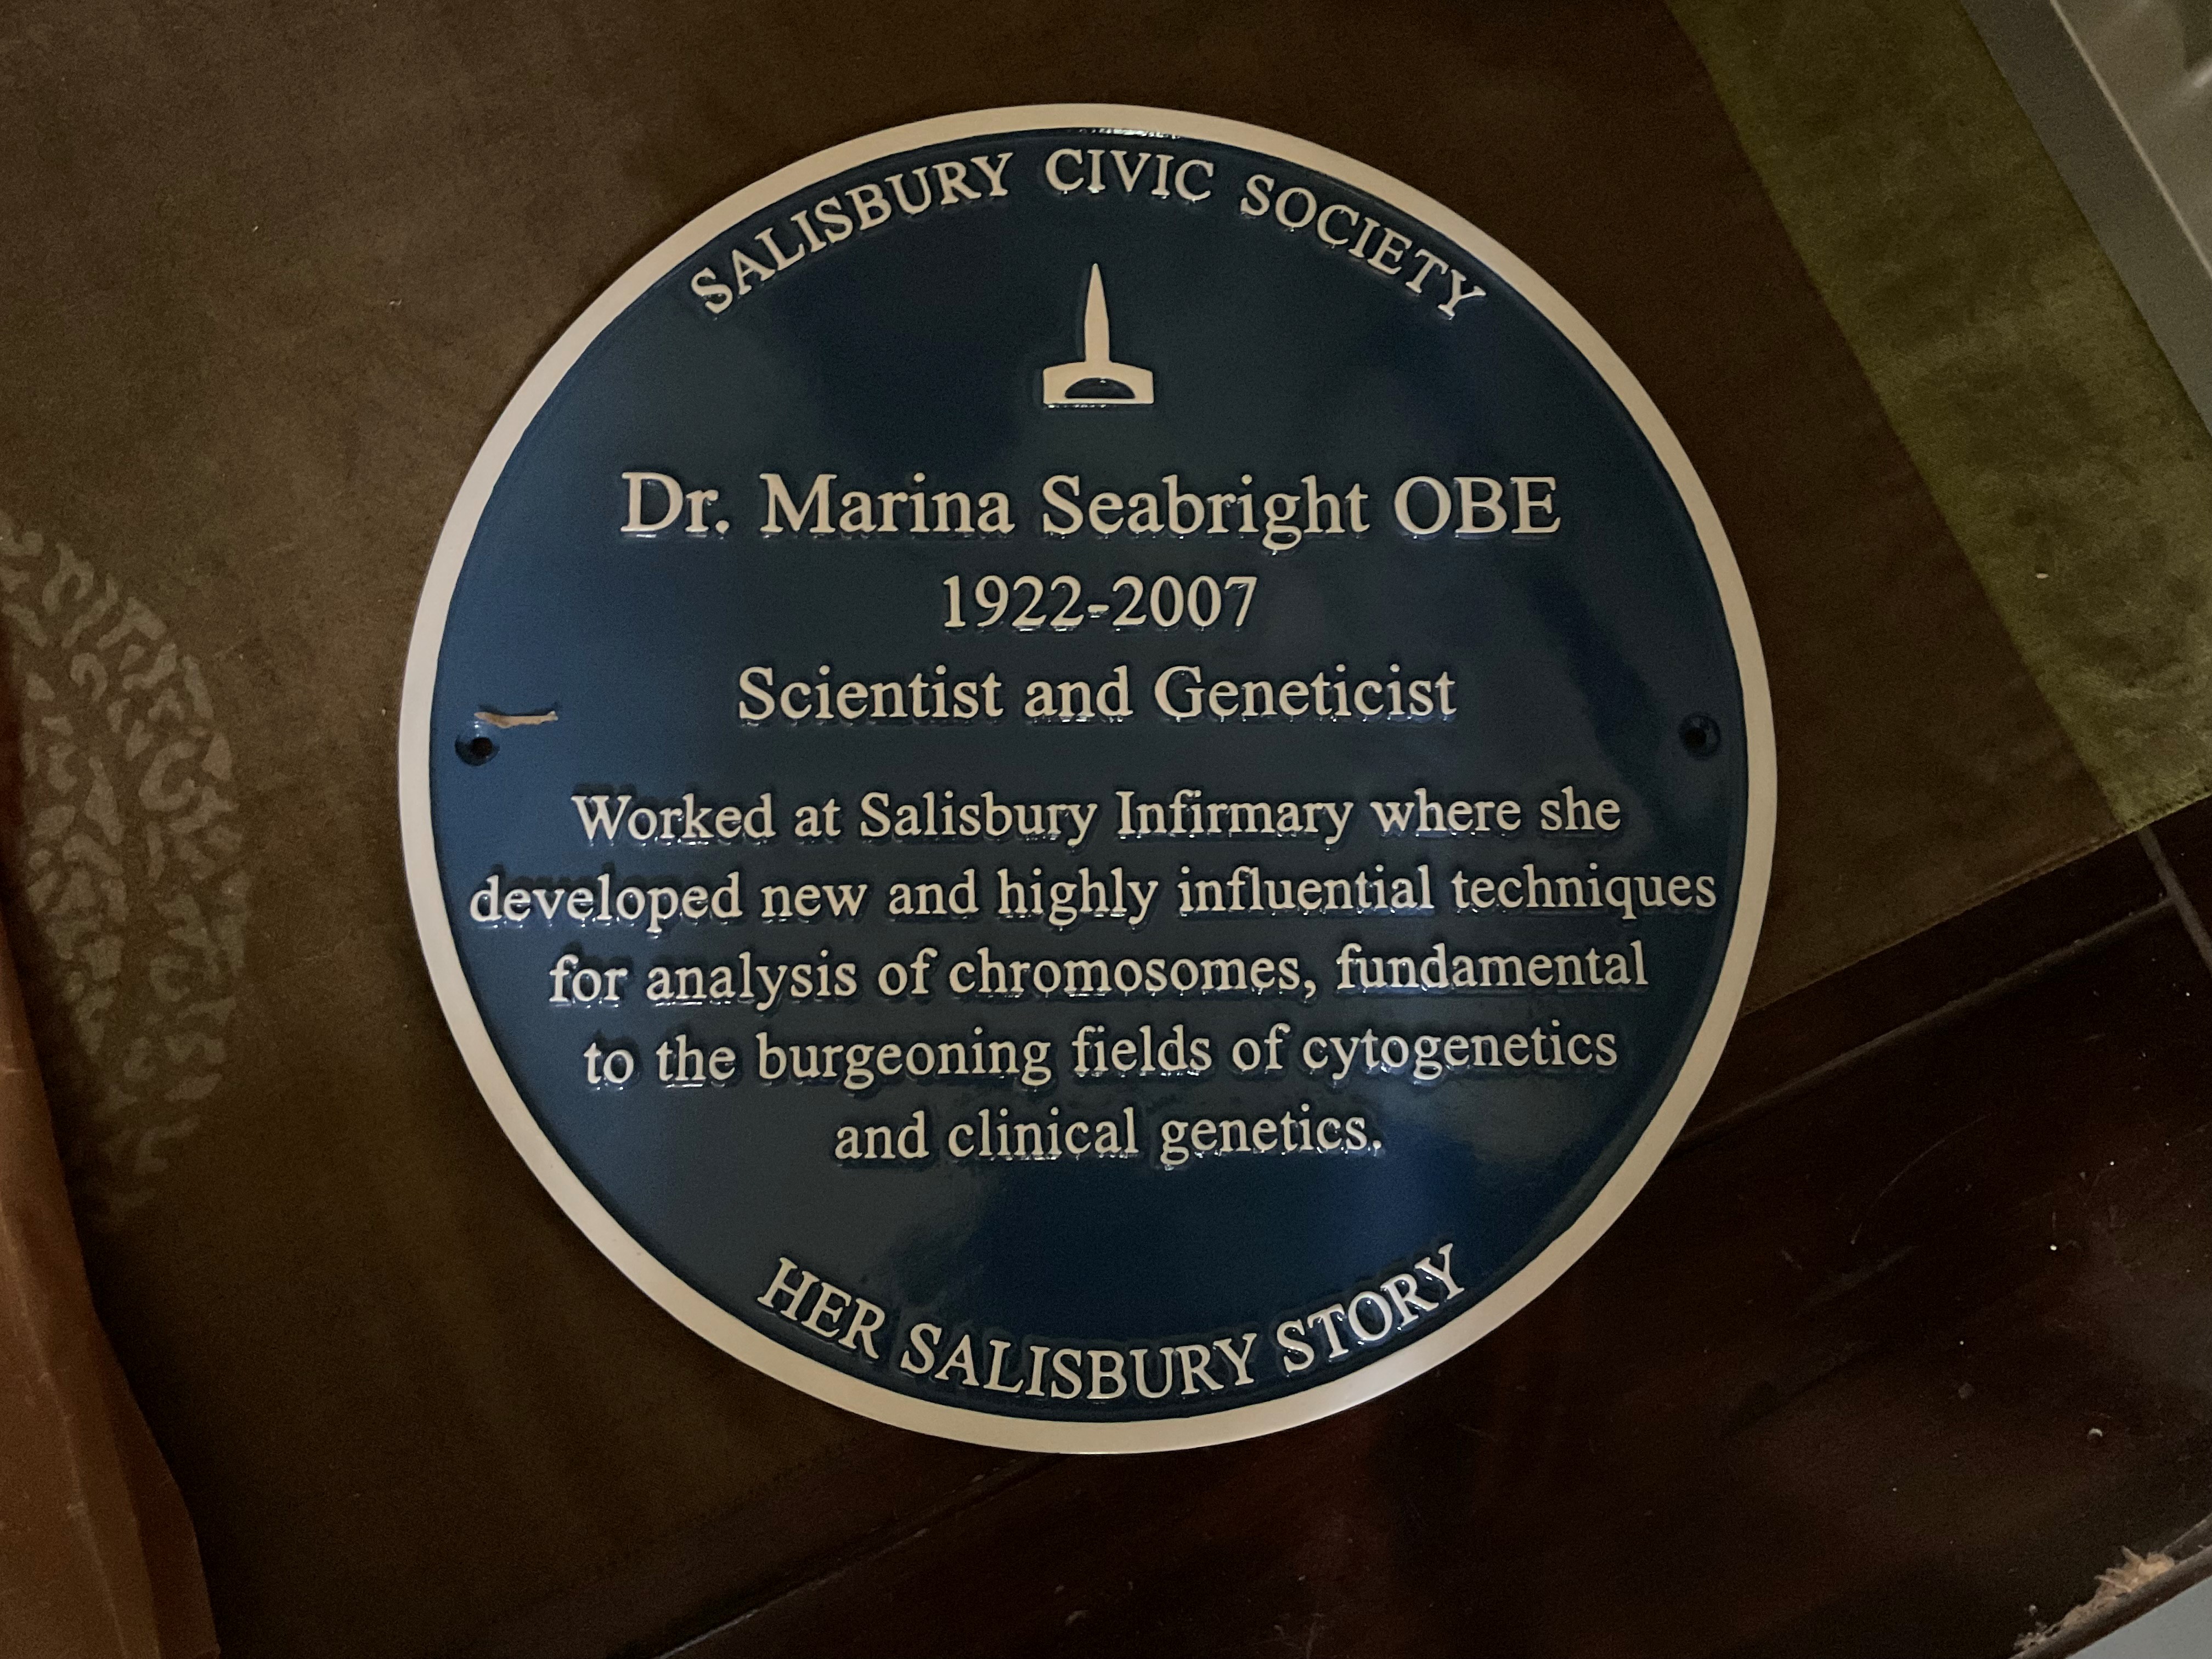 SALISBURY CIVIC SOCIETY
Dr. Marina Seabright OBE
1922-2007
Scientist and Geneticist
Worked at Salisbury Infirmary where she
developed new and highly influential techniques
for analysis of chromosomes, fundamental
to the burgeoning fields of cytogenetics
and clinical genetics.
HER SALISBURY STORY